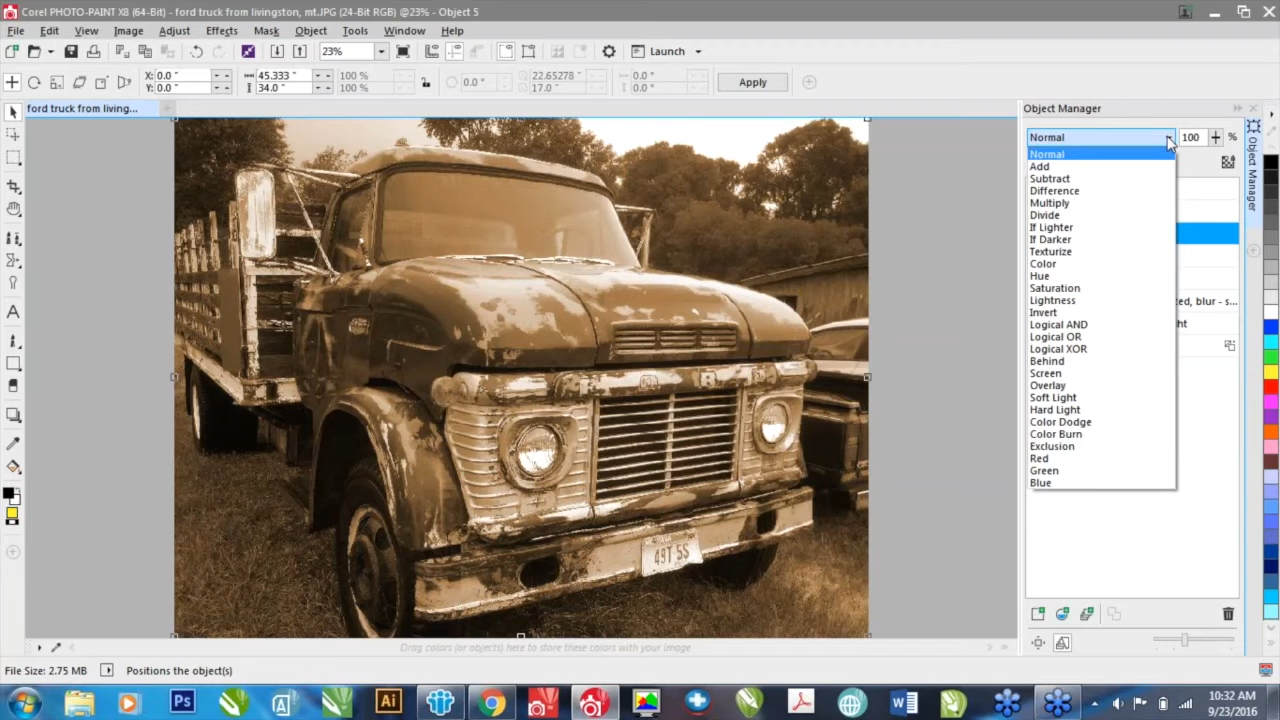 Corel PHOTO-PAINT X8 (64-Bit) - ford truck from livingston, mt.JPG (24-Bit RGB) @23% - Object 5
File Edit View Image Adjust Effects Mask Object Tools Window Help
23% Launch
X: 0.0 " 45.333 " 100 % 0.0 ° 22.65278 " 0.0 °
Y: 0.0 " 34.0 " 100 % 17.0 " 0.0 °
Apply
ford truck from living...
Object Manager
Normal 100 %
Normal
Add
Subtract
Difference
Multiply
Divide
If Lighter
If Darker
Texturize
Color
Hue
Saturation
Lightness
Invert
Logical AND
Logical OR
Logical XOR
Behind
Screen
Overlay
Soft Light
Hard Light
Color Dodge
Color Burn
Exclusion
Red
Green
Blue
ted, blur - s...
ht
Object Manager
49T 5S
Drag colors (or objects) here to store these colors with your image
File Size: 2.75 MB Positions the object(s)
Ps
Ai
W
10:32 AM
9/23/2016